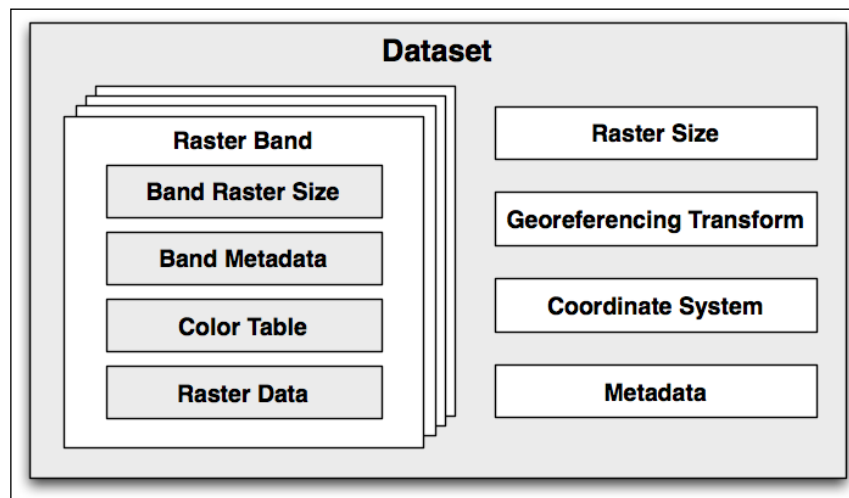 Dataset
Raster Band
Band Raster Size
Band Metadata
Color Table
Raster Data
Raster Size
Georeferencing Transform
Coordinate System
Metadata